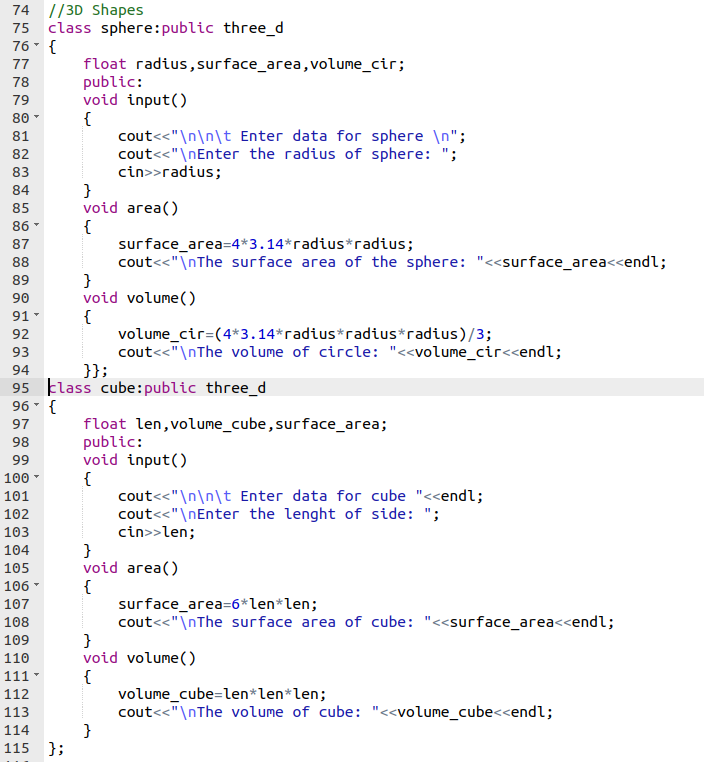 74 //3D Shapes
75 class sphere:public three_d
76 {
77 float radius,surface_area,volume_cir;
78 public:
79 void input()
80 {
81 cout<<"\n\n\t Enter data for sphere \n";
82 cout<<"\nEnter the radius of sphere: ";
83 cin>>radius;
84 }
85 void area()
86 {
87 surface_area=4*3.14*radius*radius;
88 cout<<"\nThe surface area of the sphere: "<<surface_area<<endl;
89 }
90 void volume()
91 {
92 volume_cir=(4*3.14*radius*radius*radius)/3;
93 cout<<"\nThe volume of circle: "<<volume_cir<<endl;
94 }};
95 class cube:public three_d
96 {
97 float len,volume_cube,surface_area;
98 public:
99 void input()
100 {
101 cout<<"\n\n\t Enter data for cube "<<endl;
102 cout<<"\nEnter the lenght of side: ";
103 cin>>len;
104 }
105 void area()
106 {
107 surface_area=6*len*len;
108 cout<<"\nThe surface area of cube: "<<surface_area<<endl;
109 }
110 void volume()
111 {
112 volume_cube=len*len*len;
113 cout<<"\nThe volume of cube: "<<volume_cube<<endl;
114 }
115 };